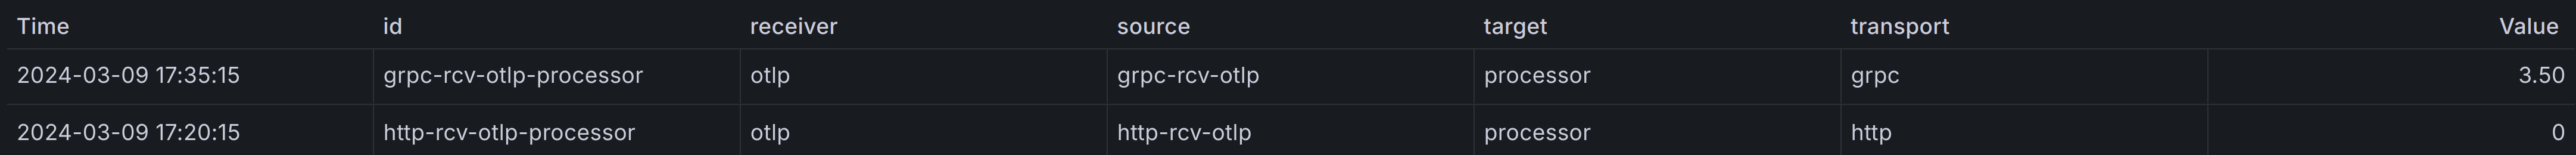 Time id receiver source target transport Value
2024-03-09 17:35:15 grpc-rcv-otlp-processor otlp grpc-rcv-otlp processor grpc 3.50
2024-03-09 17:20:15 http-rcv-otlp-processor otlp http-rcv-otlp processor http 0